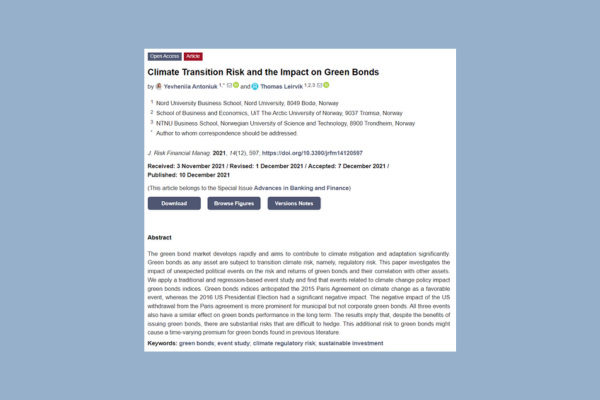 Open Access Article
Climate Transition Risk and the Impact on Green Bonds
by Yevheniia Antoniuk 1,* and Thomas Leirvik 1,2,3
1 Nord University Business School, Nord University, 8049 Bodø, Norway
2 School of Business and Economics, UiT The Arctic University of Norway, 9037 Tromsø, Norway
3 NTNU Business School, Norwegian University of Science and Technology, 8900 Trondheim, Norway
* Author to whom correspondence should be addressed.
J. Risk Financial Manag. 2021, 14(12), 597; https://doi.org/10.3390/jrfm14120597
Received: 3 November 2021 / Revised: 1 December 2021 / Accepted: 7 December 2021 /
Published: 10 December 2021
(This article belongs to the Special Issue Advances in Banking and Finance)
Download Browse Figures Versions Notes
Abstract
The green bond market develops rapidly and aims to contribute to climate mitigation and adaptation significantly.
Green bonds as any asset are subject to transition climate risk, namely, regulatory risk. This paper investigates the
impact of unexpected political events on the risk and returns of green bonds and their correlation with other assets.
We apply a traditional and regression-based event study and find that events related to climate change policy impact
green bonds indices. Green bonds indices anticipated the 2015 Paris Agreement on climate change as a favorable
event, whereas the 2016 US Presidential Election had a significant negative impact. The negative impact of the US
withdrawal from the Paris agreement is more prominent for municipal but not corporate green bonds. All three events
also have a similar effect on green bonds performance in the long term. The results imply that, despite the benefits of
issuing green bonds, there are substantial risks that are difficult to hedge. This additional risk to green bonds might
cause a time-varying premium for green bonds found in previous literature.
Keywords: green bonds; event study; climate regulatory risk; sustainable investment